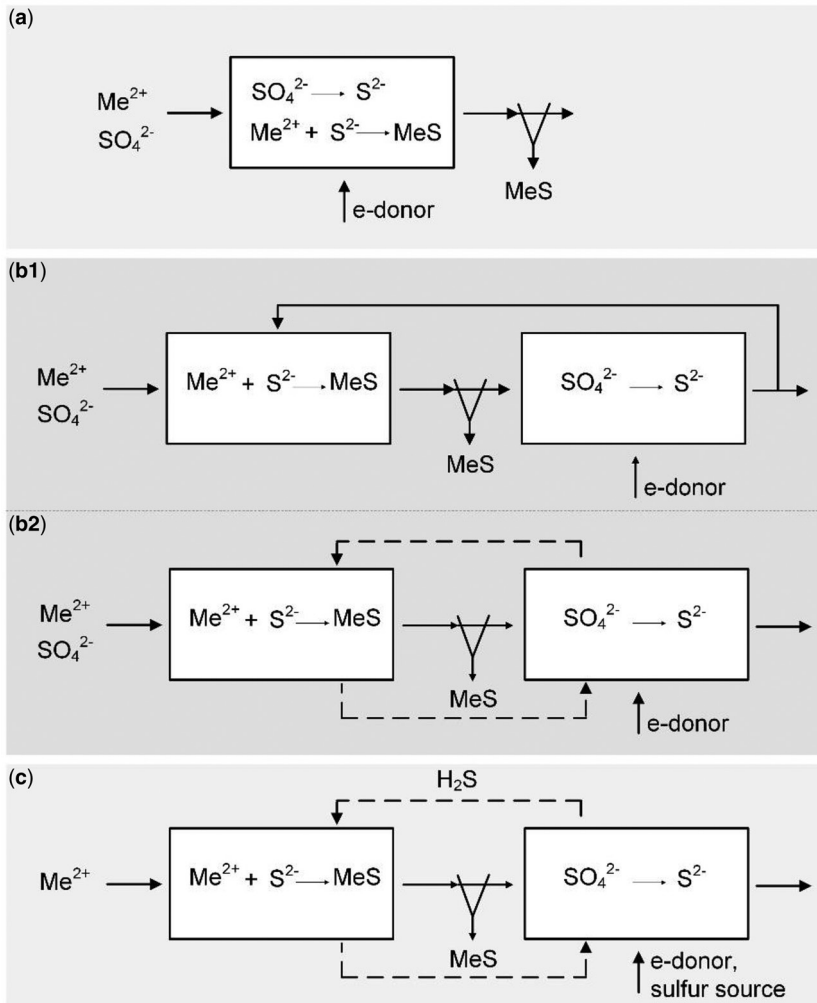 (a)
Me²⁺
SO₄²⁻
SO₄²⁻ → S²⁻
Me²⁺ + S²⁻ → MeS
MeS
e-donor
(b1)
Me²⁺
SO₄²⁻
Me²⁺ + S²⁻ → MeS
SO₄²⁻ → S²⁻
MeS
e-donor
(b2)
Me²⁺
SO₄²⁻
Me²⁺ + S²⁻ → MeS
SO₄²⁻ → S²⁻
MeS
e-donor
(c)
H₂S
Me²⁺
Me²⁺ + S²⁻ → MeS
SO₄²⁻ → S²⁻
MeS
e-donor,
sulfur source